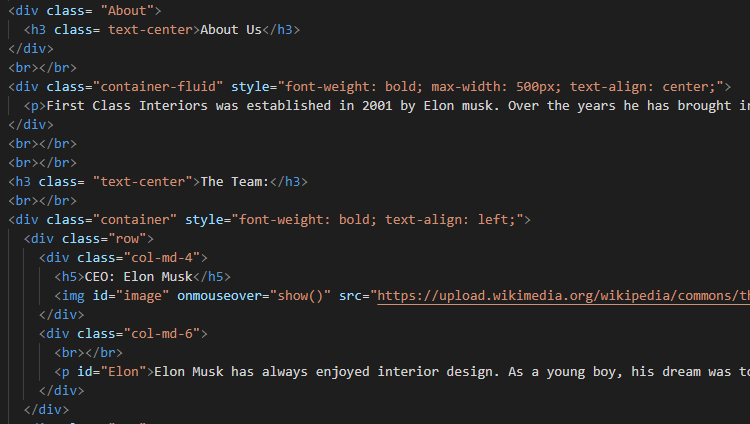 <div class= "About">
<h3 class= text-center>About Us</h3>
</div>
<br></br>
<div class="container-fluid" style="font-weight: bold; max-width: 500px; text-align: center;">
<p>First Class Interiors was established in 2001 by Elon musk. Over the years he has brought in
</div>
<br></br>
<br></br>
<h3 class= "text-center">The Team:</h3>
<br></br>
<div class="container" style="font-weight: bold; text-align: left;">
<div class="row">
<div class="col-md-4">
<h5>CEO: Elon Musk</h5>
<img id="image" onmouseover="show()" src="https://upload.wikimedia.org/wikipedia/commons/th
</div>
<div class="col-md-6">
<br></br>
<p id="Elon">Elon Musk has always enjoyed interior design. As a young boy, his dream was to
</div>
</div>